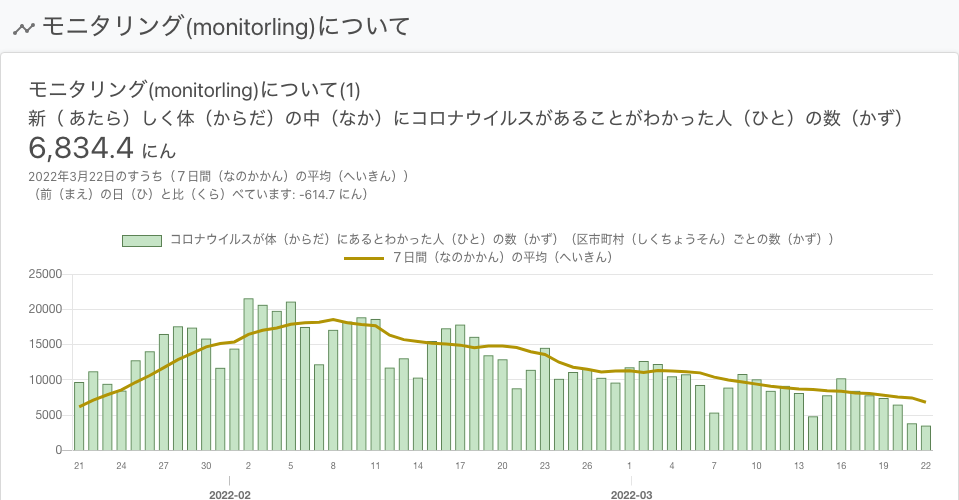 モニタリング(monitorling)について
モニタリング(monitorling)について(1)
新（ あたら）しく体（からだ）の中（なか）にコロナウイルスがあることがわかった人（ひと）の数（かず）
6,834.4 にん
2022年3月22日のすうち（７日間（なのかかん）の平均（へいきん））
（前（まえ）の日（ひ）と比（くら）べています: -614.7 にん）
コロナウイルスが体（からだ）にあるとわかった人（ひと）の数（かず）（区市町村（しくちょうそん）ごとの数（かず））
７日間（なのかかん）の平均（へいきん）
25000
20000
15000
10000
5000
0
21 24 27 30 2 5 8 11 14 17 20 23 26 1 4 7 10 13 16 19 22
2022-02 2022-03